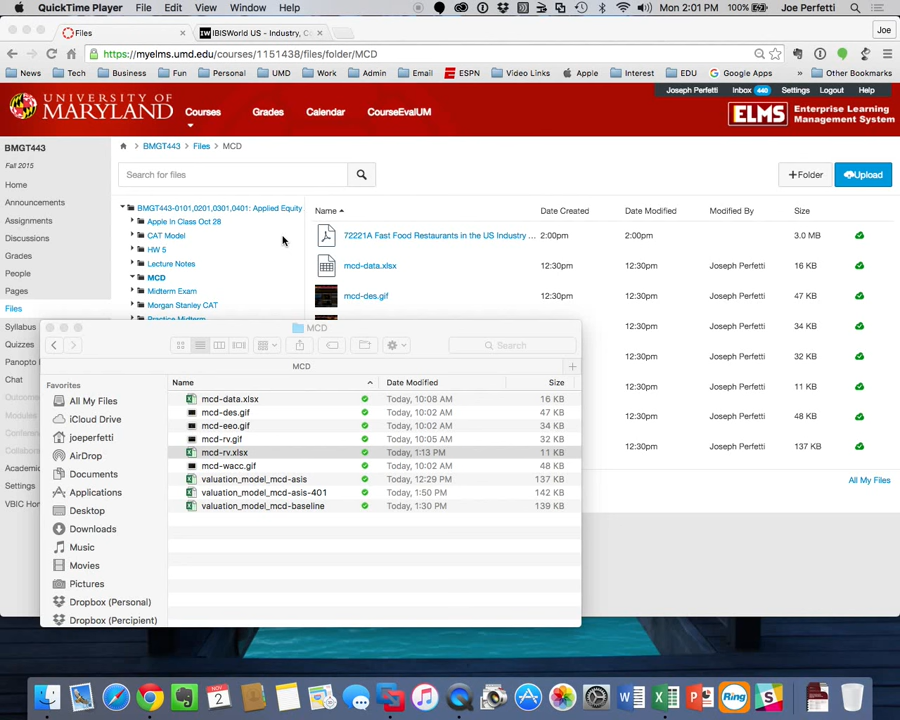 QuickTime Player File Edit View Window Help 100% Mon 2:01 PM Joe Perfetti
Files IBISWorld US - Industry, C Joe
https://myelms.umd.edu/courses/1151438/files/folder/MCD
News Tech Business Fun Personal UMD Work Admin Email ESPN Video Links Apple Interest EDU Google Apps » Other Bookmarks
Joseph Perfetti Inbox 440 Settings Logout Help
UNIVERSITY OF MARYLAND Courses Grades Calendar CourseEvalUM ELMS Enterprise Learning Management System
BMGT443
Fall 2015
Home
Announcements
Assignments
Discussions
Grades
People
Pages
Files
Syllabus
Quizzes
Panopto
Chat
Outcomes
Modules
Academic
Settings
VBIC Hon
BMGT443 Files MCD
Search for files +Folder Upload
BMGT443-0101,0201,0301,0401: Applied Equity
Apple In Class Oct 28
CAT Model
HW 5
Lecture Notes
MCD
Midterm Exam
Morgan Stanley CAT
Practice Midterm
Name Date Created Date Modified Modified By Size
72221A Fast Food Restaurants in the US Industry ... 2:00pm 2:00pm 3.0 MB
mcd-data.xlsx 12:30pm 12:30pm Joseph Perfetti 16 KB
mcd-des.gif 12:30pm 12:30pm Joseph Perfetti 47 KB
12:30pm Joseph Perfetti 34 KB
12:30pm Joseph Perfetti 32 KB
12:30pm Joseph Perfetti 11 KB
12:30pm Joseph Perfetti 48 KB
12:30pm Joseph Perfetti 137 KB
All My Files
MCD
Search
MCD
Favorites
All My Files
iCloud Drive
joeperfetti
AirDrop
Documents
Applications
Desktop
Downloads
Music
Movies
Pictures
Dropbox (Personal)
Dropbox (Percipient)
Name Date Modified Size
mcd-data.xlsx Today, 10:08 AM 16 KB
mcd-des.gif Today, 10:02 AM 47 KB
mcd-eeo.gif Today, 10:02 AM 34 KB
mcd-rv.gif Today, 10:05 AM 32 KB
mcd-rv.xlsx Today, 1:13 PM 11 KB
mcd-wacc.gif Today, 10:02 AM 48 KB
valuation_model_mcd-asis Today, 12:29 PM 137 KB
valuation_model_mcd-asis-401 Today, 1:50 PM 142 KB
valuation_model_mcd-baseline Today, 1:30 PM 139 KB
NOV 2
Ring